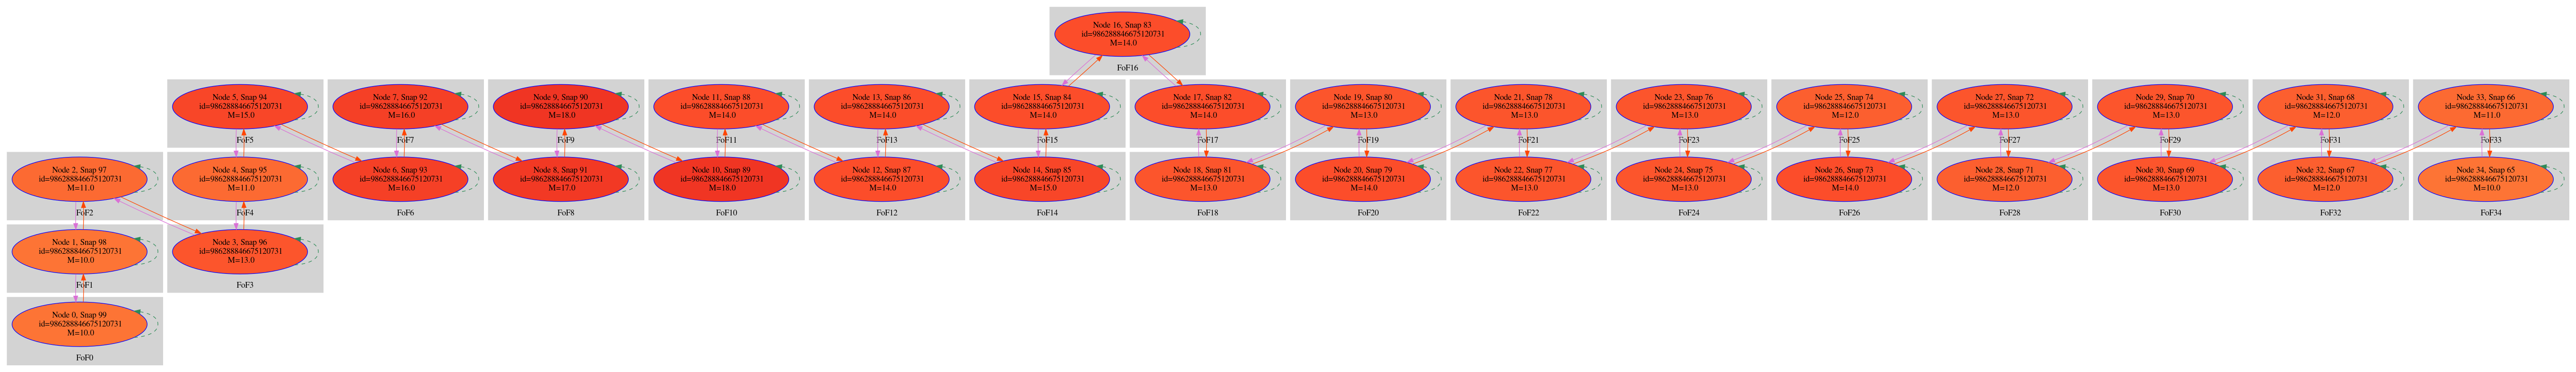 Node 16, Snap 83
id=986288846675120731
M=14.0
FoF16
Node 5, Snap 94
id=986288846675120731
M=15.0
FoF5
Node 7, Snap 92
id=986288846675120731
M=16.0
FoF7
Node 9, Snap 90
id=986288846675120731
M=18.0
FoF9
Node 11, Snap 88
id=986288846675120731
M=14.0
FoF11
Node 13, Snap 86
id=986288846675120731
M=14.0
FoF13
Node 15, Snap 84
id=986288846675120731
M=14.0
FoF15
Node 17, Snap 82
id=986288846675120731
M=14.0
FoF17
Node 19, Snap 80
id=986288846675120731
M=13.0
FoF19
Node 21, Snap 78
id=986288846675120731
M=13.0
FoF21
Node 23, Snap 76
id=986288846675120731
M=13.0
FoF23
Node 25, Snap 74
id=986288846675120731
M=12.0
FoF25
Node 27, Snap 72
id=986288846675120731
M=13.0
FoF27
Node 29, Snap 70
id=986288846675120731
M=13.0
FoF29
Node 31, Snap 68
id=986288846675120731
M=12.0
FoF31
Node 33, Snap 66
id=986288846675120731
M=11.0
FoF33
Node 2, Snap 97
id=986288846675120731
M=11.0
FoF2
Node 4, Snap 95
id=986288846675120731
M=11.0
FoF4
Node 6, Snap 93
id=986288846675120731
M=16.0
FoF6
Node 8, Snap 91
id=986288846675120731
M=17.0
FoF8
Node 10, Snap 89
id=986288846675120731
M=18.0
FoF10
Node 12, Snap 87
id=986288846675120731
M=14.0
FoF12
Node 14, Snap 85
id=986288846675120731
M=15.0
FoF14
Node 18, Snap 81
id=986288846675120731
M=13.0
FoF18
Node 20, Snap 79
id=986288846675120731
M=14.0
FoF20
Node 22, Snap 77
id=986288846675120731
M=13.0
FoF22
Node 24, Snap 75
id=986288846675120731
M=13.0
FoF24
Node 26, Snap 73
id=986288846675120731
M=14.0
FoF26
Node 28, Snap 71
id=986288846675120731
M=12.0
FoF28
Node 30, Snap 69
id=986288846675120731
M=13.0
FoF30
Node 32, Snap 67
id=986288846675120731
M=12.0
FoF32
Node 34, Snap 65
id=986288846675120731
M=10.0
FoF34
Node 1, Snap 98
id=986288846675120731
M=10.0
FoF1
Node 3, Snap 96
id=986288846675120731
M=13.0
FoF3
Node 0, Snap 99
id=986288846675120731
M=10.0
FoF0